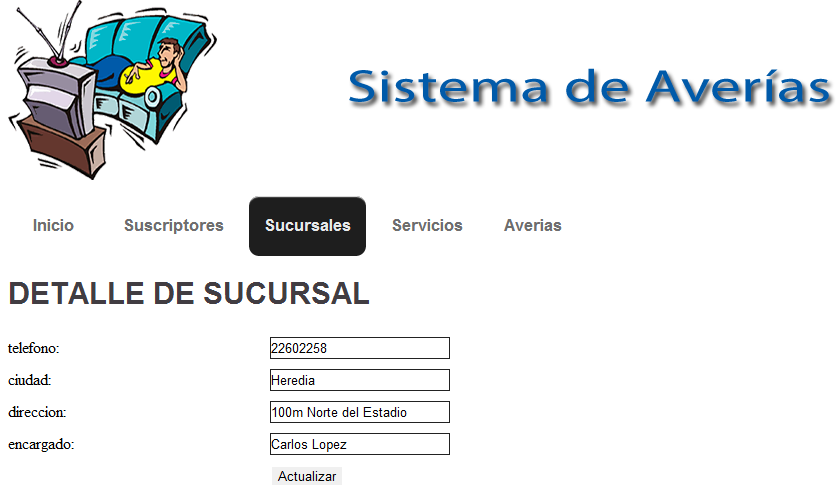 Sistema de Averías
Inicio Suscriptores Sucursales Servicios Averias
DETALLE DE SUCURSAL
telefono: 22602258
ciudad: Heredia
direccion: 100m Norte del Estadio
encargado: Carlos Lopez
Actualizar